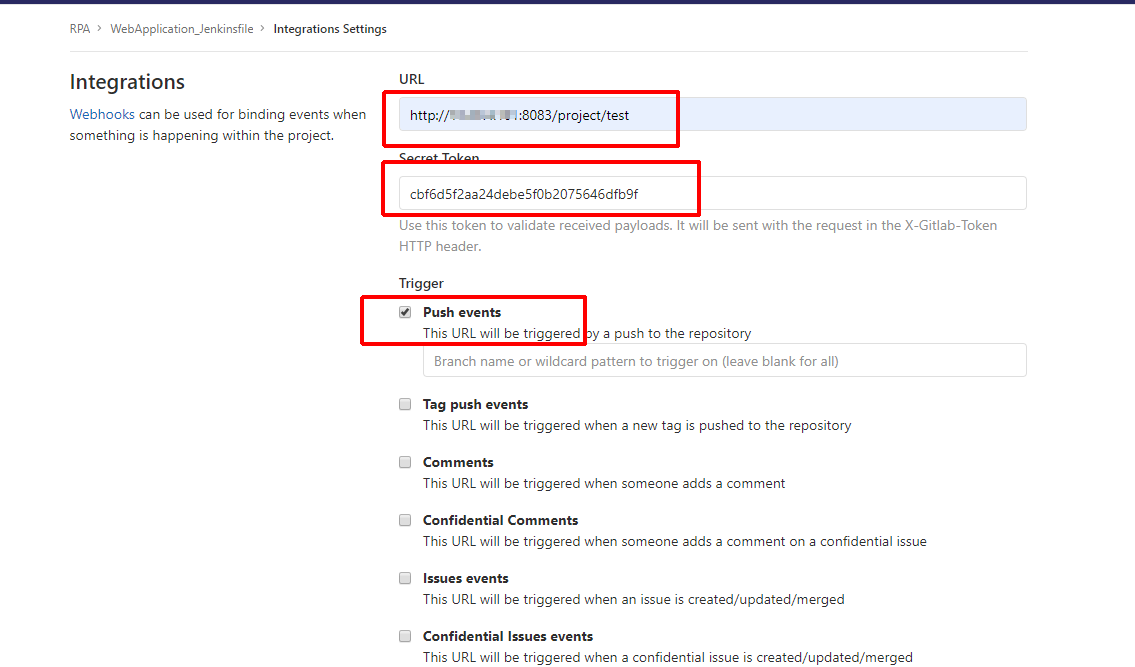 RPA > WebApplication_Jenkinsfile > Integrations Settings
Integrations
Webhooks can be used for binding events when
something is happening within the project.
URL
http://:8083/project/test
Secret Token
cbf6d5f2aa24debe5f0b2075646dfb9f
Use this token to validate received payloads. It will be sent with the request in the X-Gitlab-Token
HTTP header.
Trigger
Push events
This URL will be triggered by a push to the repository
Branch name or wildcard pattern to trigger on (leave blank for all)
Tag push events
This URL will be triggered when a new tag is pushed to the repository
Comments
This URL will be triggered when someone adds a comment
Confidential Comments
This URL will be triggered when someone adds a comment on a confidential issue
Issues events
This URL will be triggered when an issue is created/updated/merged
Confidential Issues events
This URL will be triggered when a confidential issue is created/updated/merged